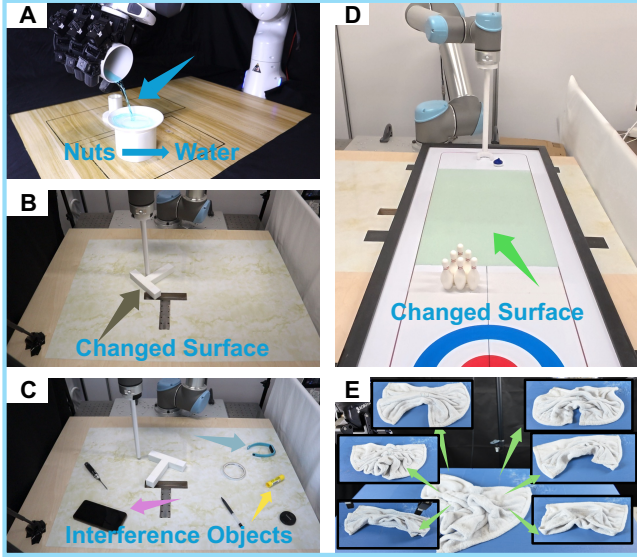 A
Nuts Water
B
Changed Surface
C
Interference Objects
D
Changed Surface
E